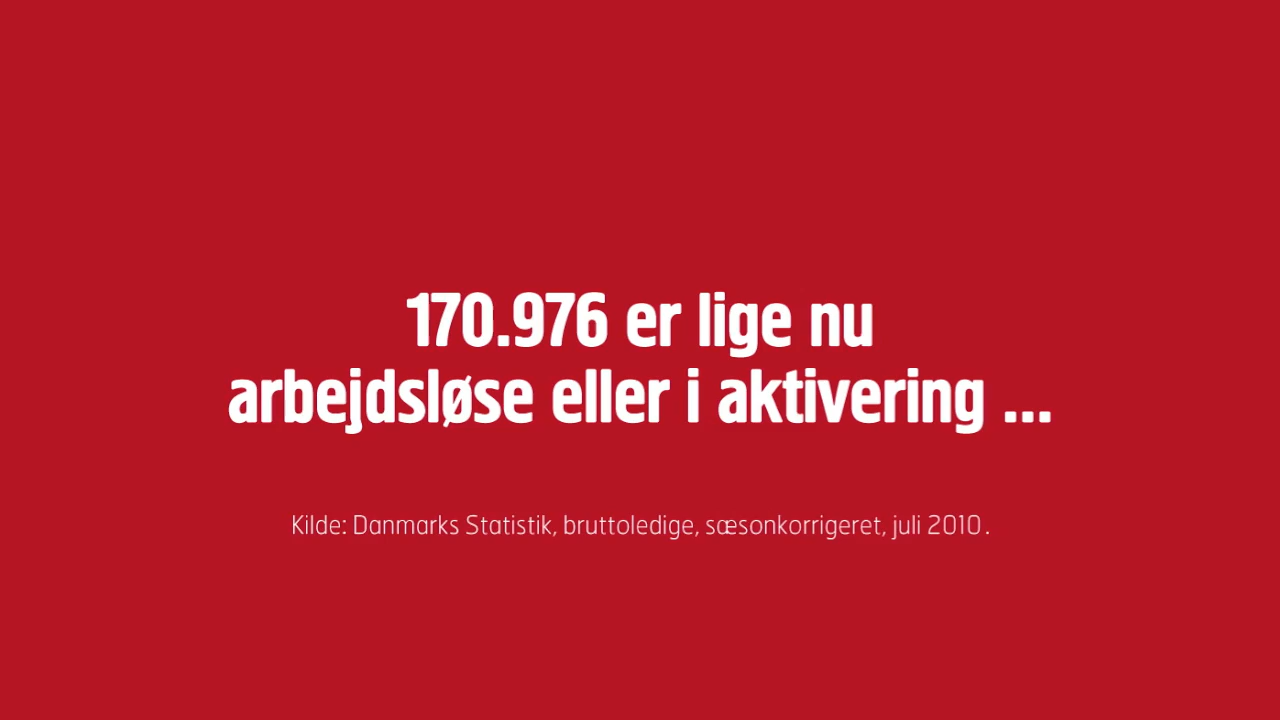 170.976 er lige nu
arbejdsløse eller i aktivering ...
Kilde: Danmarks Statistik, bruttoledige, sæsonkorrigeret, juli 2010.